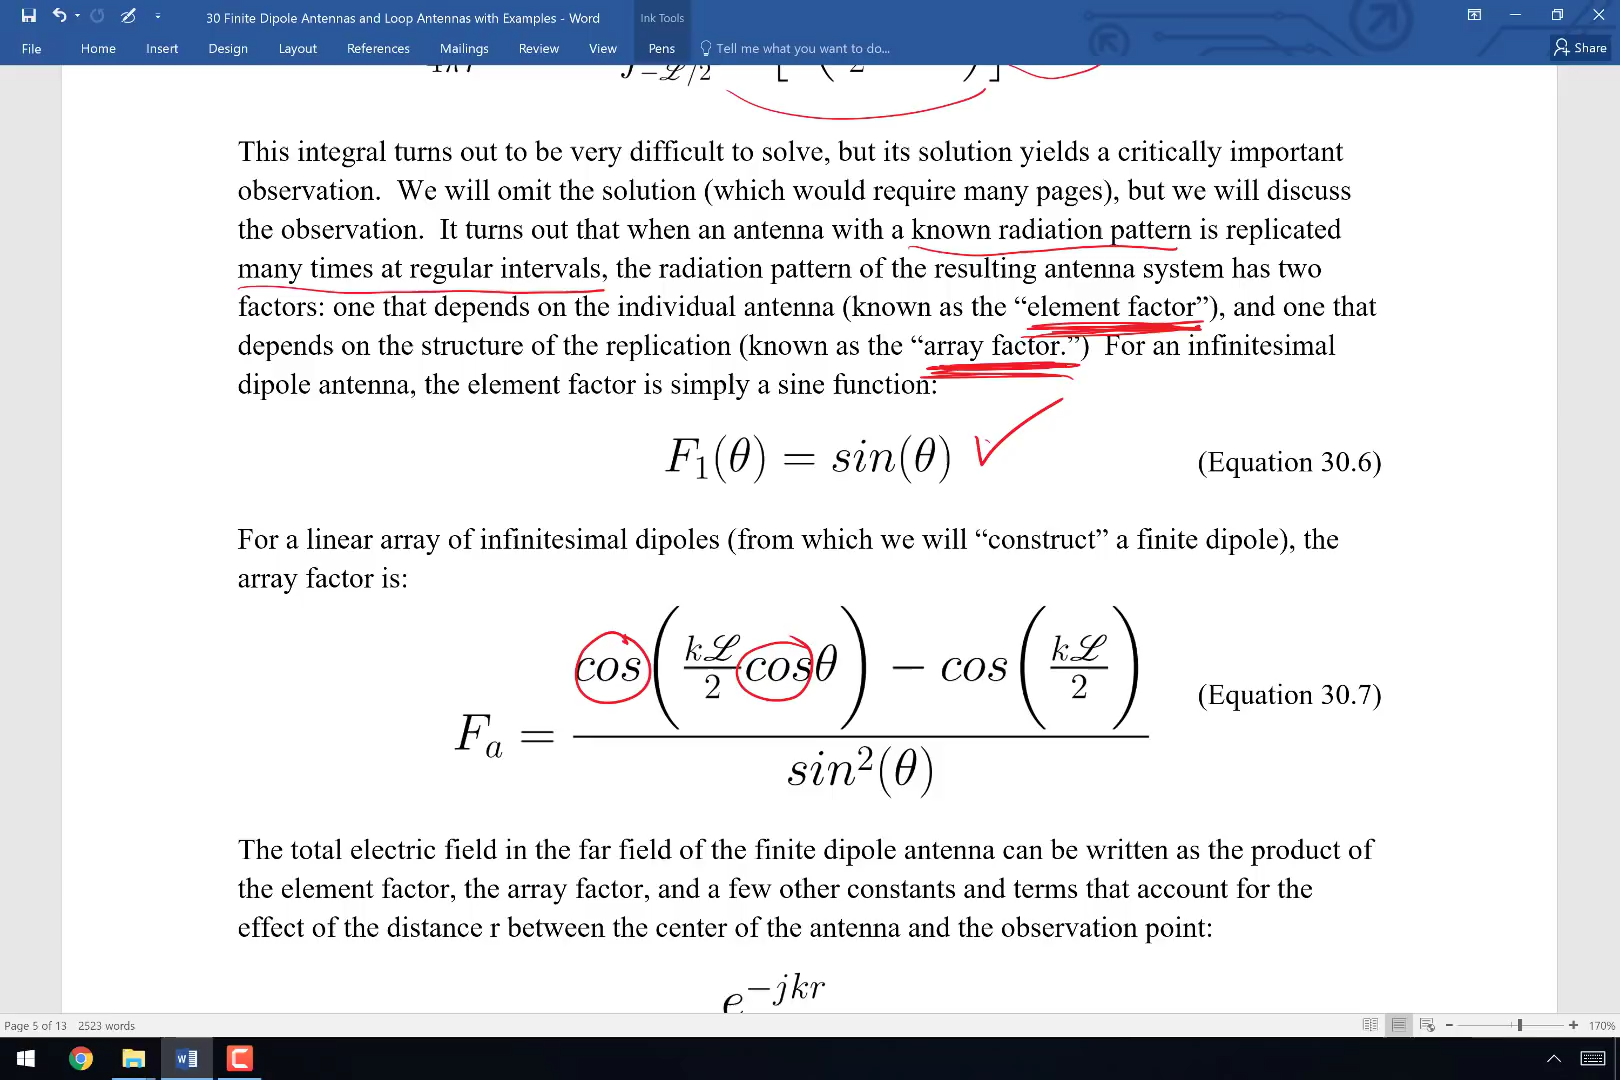 30 Finite Dipole Antennas and Loop Antennas with Examples - Word
Ink Tools
File Home Insert Design Layout References Mailings Review View Pens Tell me what you want to do... Share
This integral turns out to be very difficult to solve, but its solution yields a critically important
observation. We will omit the solution (which would require many pages), but we will discuss
the observation. It turns out that when an antenna with a known radiation pattern is replicated
many times at regular intervals, the radiation pattern of the resulting antenna system has two
factors: one that depends on the individual antenna (known as the “element factor”), and one that
depends on the structure of the replication (known as the “array factor.”) For an infinitesimal
dipole antenna, the element factor is simply a sine function:
F₁(θ) = sin(θ) (Equation 30.6)
For a linear array of infinitesimal dipoles (from which we will “construct” a finite dipole), the
array factor is:
Fₐ = (cos(kℒ/2 cosθ) − cos(kℒ/2)) / sin²(θ) (Equation 30.7)
The total electric field in the far field of the finite dipole antenna can be written as the product of
the element factor, the array factor, and a few other constants and terms that account for the
effect of the distance r between the center of the antenna and the observation point:
e^−jkr
Page 5 of 13 2523 words 170%